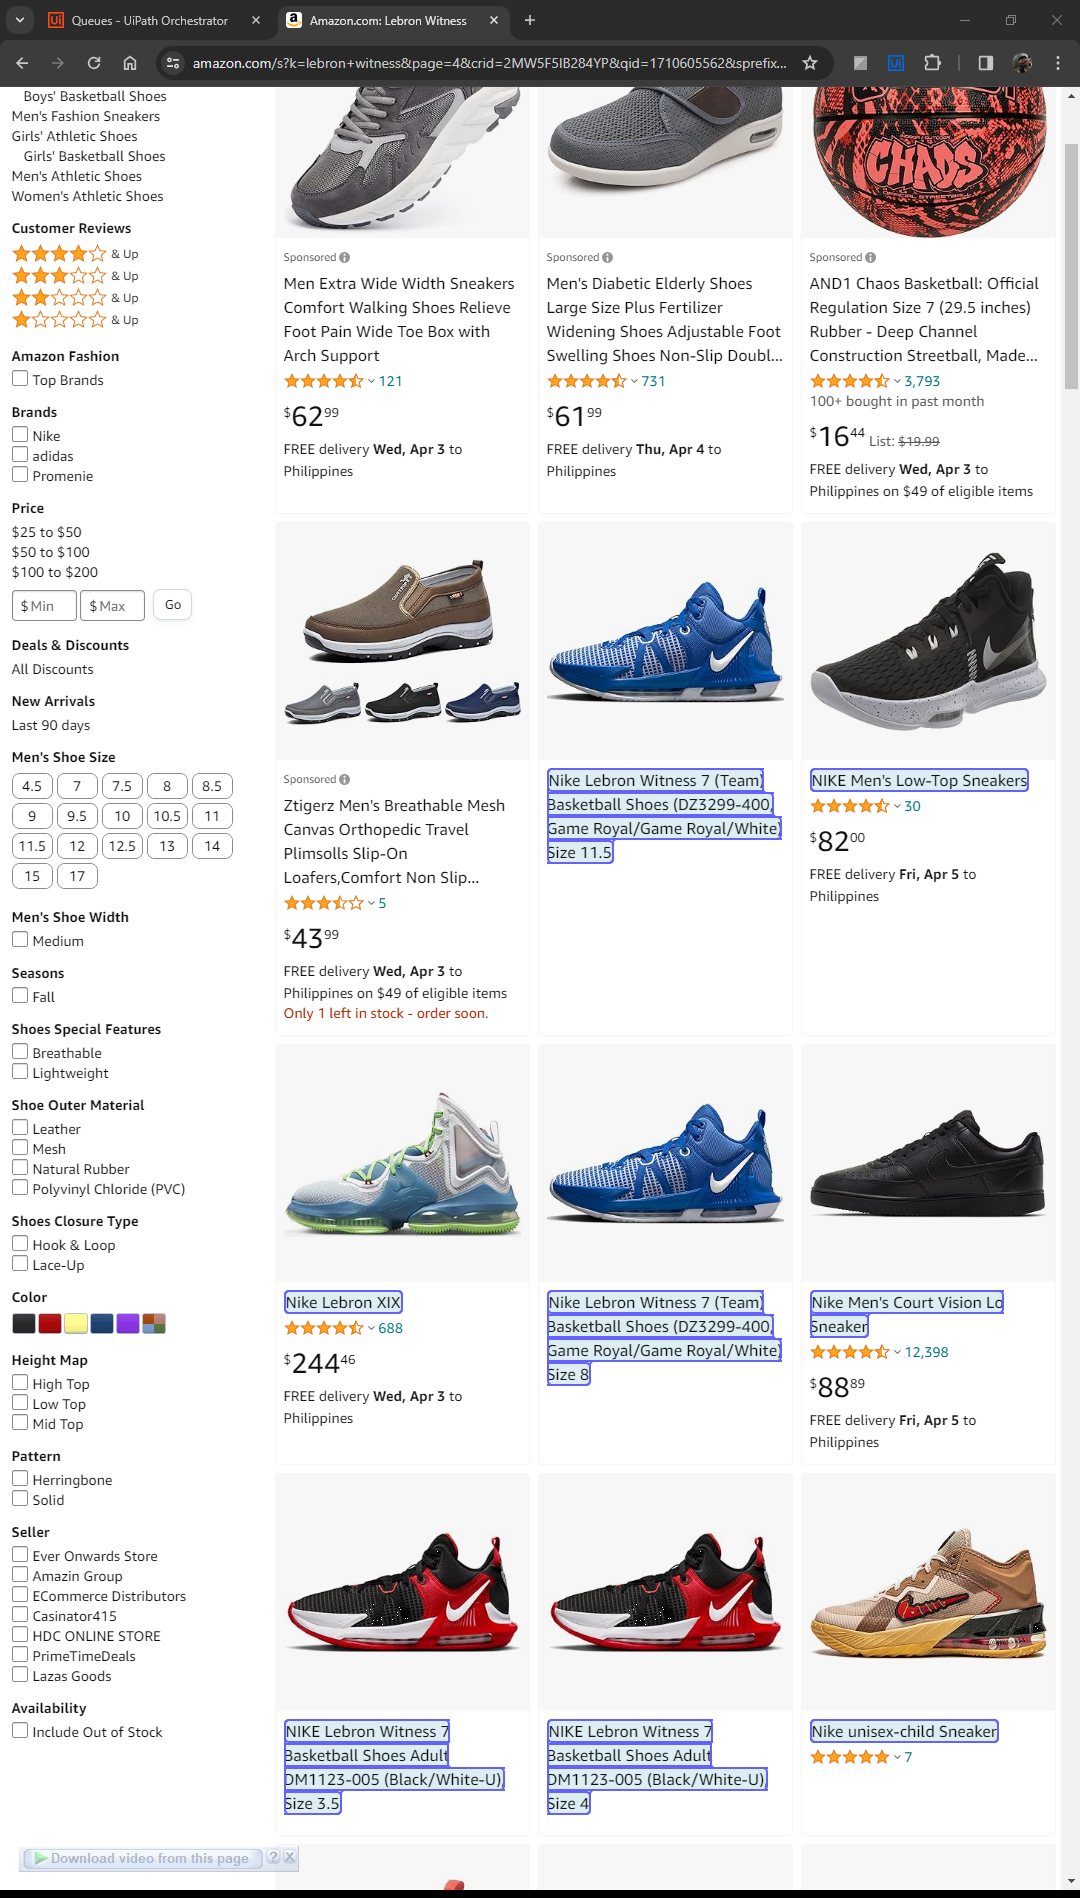 Queues - UiPath Orchestrator
Amazon.com: Lebron Witness
amazon.com/s?k=lebron+witness&page=4&crid=2MW5F5IB284YP&qid=1710605562&sprefix...
Boys' Basketball Shoes
Men's Fashion Sneakers
Girls' Athletic Shoes
Girls' Basketball Shoes
Men's Athletic Shoes
Women's Athletic Shoes
Customer Reviews
& Up
& Up
& Up
& Up
Amazon Fashion
Top Brands
Brands
Nike
adidas
Promenie
Price
$25 to $50
$50 to $100
$100 to $200
$ Min $ Max Go
Deals & Discounts
All Discounts
New Arrivals
Last 90 days
Men's Shoe Size
4.5 7 7.5 8 8.5
9 9.5 10 10.5 11
11.5 12 12.5 13 14
15 17
Men's Shoe Width
Medium
Seasons
Fall
Shoes Special Features
Breathable
Lightweight
Shoe Outer Material
Leather
Mesh
Natural Rubber
Polyvinyl Chloride (PVC)
Shoes Closure Type
Hook & Loop
Lace-Up
Color
Height Map
High Top
Low Top
Mid Top
Pattern
Herringbone
Solid
Seller
Ever Onwards Store
Amazin Group
ECommerce Distributors
Casinator415
HDC ONLINE STORE
PrimeTimeDeals
Lazas Goods
Availability
Include Out of Stock
Download video from this page ? X
Sponsored
Men Extra Wide Width Sneakers
Comfort Walking Shoes Relieve
Foot Pain Wide Toe Box with
Arch Support
121
$62 99
FREE delivery Wed, Apr 3 to
Philippines
Sponsored
Men's Diabetic Elderly Shoes
Large Size Plus Fertilizer
Widening Shoes Adjustable Foot
Swelling Shoes Non-Slip Doubl...
731
$61 99
FREE delivery Thu, Apr 4 to
Philippines
CHAOS
Sponsored
AND1 Chaos Basketball: Official
Regulation Size 7 (29.5 inches)
Rubber - Deep Channel
Construction Streetball, Made...
3,793
100+ bought in past month
$16 44 List: $19.99
FREE delivery Wed, Apr 3 to
Philippines on $49 of eligible items
Sponsored
Ztigerz Men's Breathable Mesh
Canvas Orthopedic Travel
Plimsolls Slip-On
Loafers,Comfort Non Slip...
5
$43 99
FREE delivery Wed, Apr 3 to
Philippines on $49 of eligible items
Only 1 left in stock - order soon.
Nike Lebron Witness 7 (Team)
Basketball Shoes (DZ3299-400,
Game Royal/Game Royal/White)
Size 11.5
NIKE Men's Low-Top Sneakers
30
$82 00
FREE delivery Fri, Apr 5 to
Philippines
Nike Lebron XIX
688
$244 46
FREE delivery Wed, Apr 3 to
Philippines
Nike Lebron Witness 7 (Team)
Basketball Shoes (DZ3299-400,
Game Royal/Game Royal/White)
Size 8
Nike Men's Court Vision Lo
Sneaker
12,398
$88 89
FREE delivery Fri, Apr 5 to
Philippines
NIKE Lebron Witness 7
Basketball Shoes Adult
DM1123-005 (Black/White-U),
Size 3.5
NIKE Lebron Witness 7
Basketball Shoes Adult
DM1123-005 (Black/White-U),
Size 4
Nike unisex-child Sneaker
7